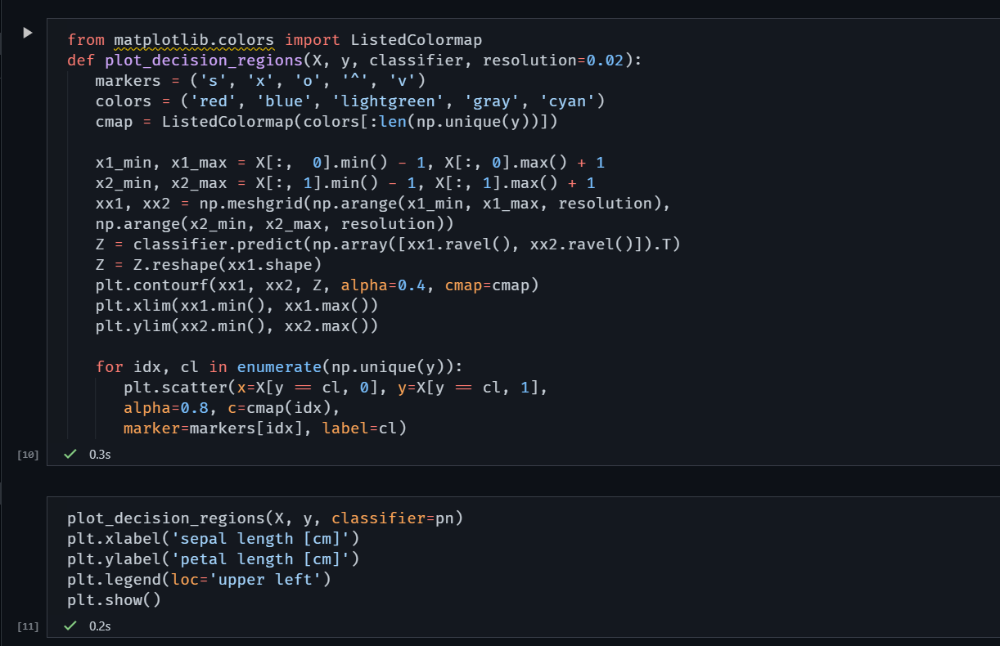 from matplotlib.colors import ListedColormap
def plot_decision_regions(X, y, classifier, resolution=0.02):
   markers = ('s', 'x', 'o', '^', 'v')
   colors = ('red', 'blue', 'lightgreen', 'gray', 'cyan')
   cmap = ListedColormap(colors[:len(np.unique(y))])

   x1_min, x1_max = X[:,  0].min() - 1, X[:, 0].max() + 1
   x2_min, x2_max = X[:, 1].min() - 1, X[:, 1].max() + 1
   xx1, xx2 = np.meshgrid(np.arange(x1_min, x1_max, resolution),
   np.arange(x2_min, x2_max, resolution))
   Z = classifier.predict(np.array([xx1.ravel(), xx2.ravel()]).T)
   Z = Z.reshape(xx1.shape)
   plt.contourf(xx1, xx2, Z, alpha=0.4, cmap=cmap)
   plt.xlim(xx1.min(), xx1.max())
   plt.ylim(xx2.min(), xx2.max())

   for idx, cl in enumerate(np.unique(y)):
      plt.scatter(x=X[y == cl, 0], y=X[y == cl, 1],
      alpha=0.8, c=cmap(idx),
      marker=markers[idx], label=cl)
[10] ✓ 0.3s
plot_decision_regions(X, y, classifier=pn)
plt.xlabel('sepal length [cm]')
plt.ylabel('petal length [cm]')
plt.legend(loc='upper left')
plt.show()
[11] ✓ 0.2s